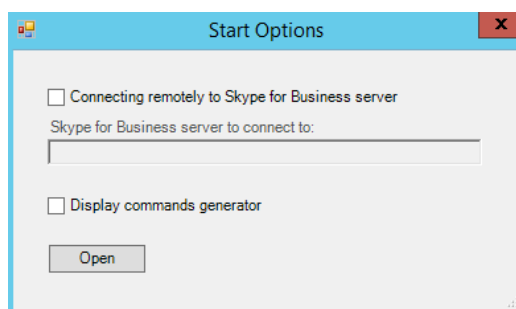 Start Options
x
Connecting remotely to Skype for Business server
Skype for Business server to connect to:
Display commands generator
Open